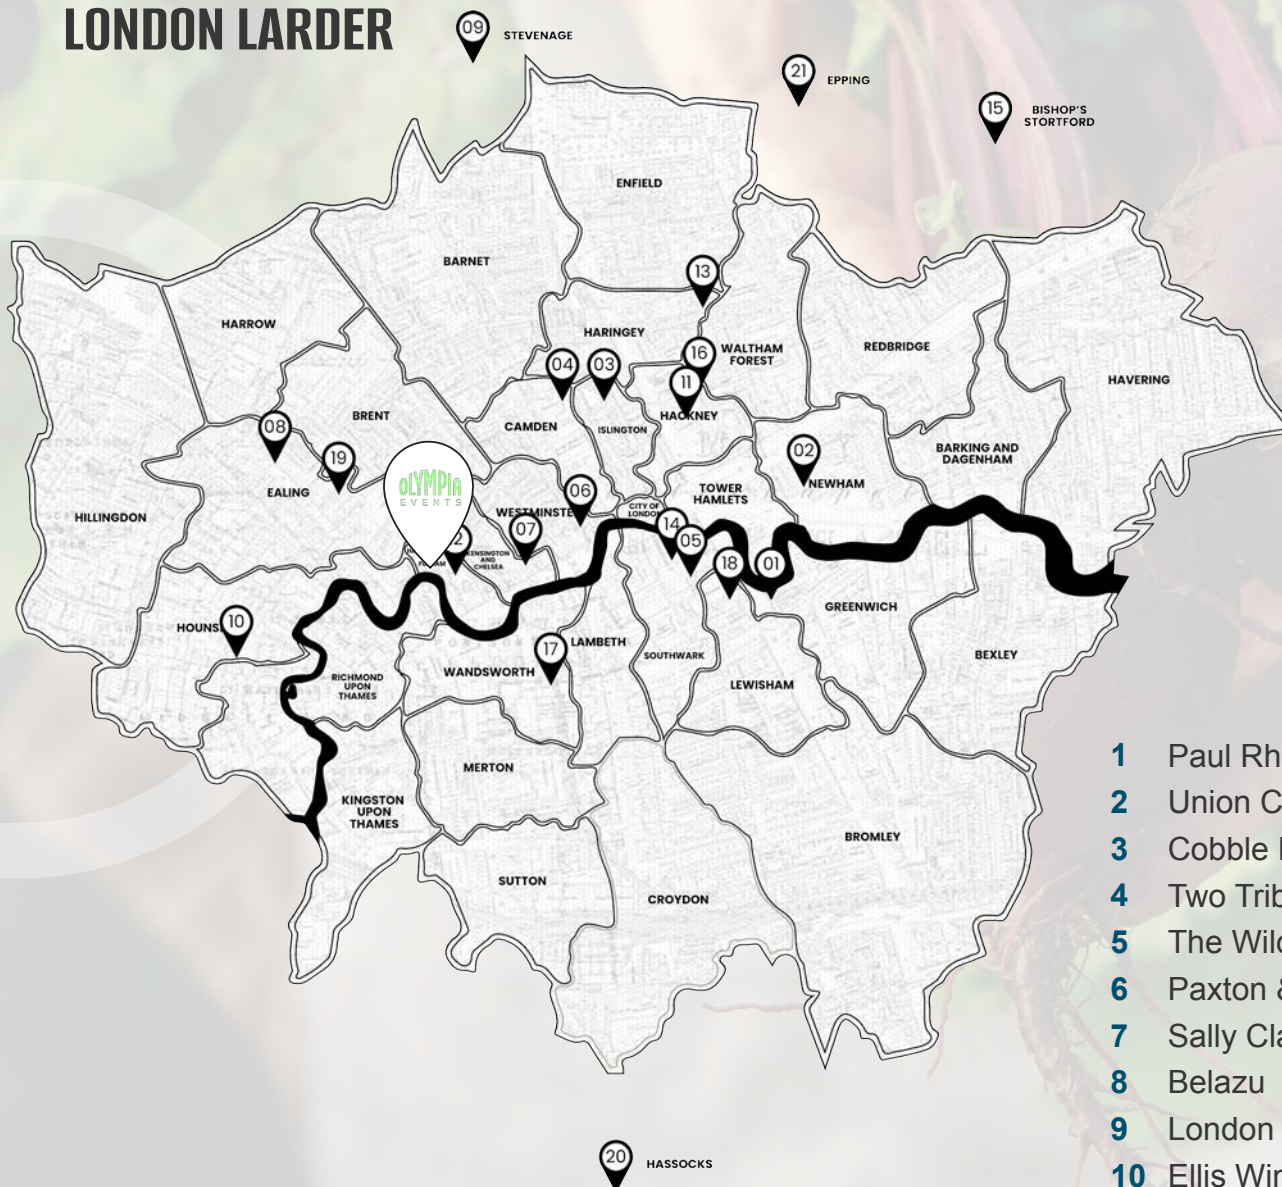 LONDON LARDER
09
STEVENAGE
21
EPPING
15
BISHOP'S
STORTFORD
ENFIELD
BARNET
13
HARROW
HARINGEY
04
03
16
WALTHAM
FOREST
REDBRIDGE
11
HAVERING
BRENT
CAMDEN
ISLINGTON
HACKNEY
08
19
02
BARKING AND
DAGENHAM
EALING
OLYMPIA
EVENTS
06
TOWER
HAMLETS
NEWHAM
HILLINGDON
WESTMINSTE
CITY OF
LONDON
07
14
05
KENSINGTON
AND
CHELSEA
18
01
GREENWICH
10
HOUNS
17
LAMBETH
SOUTHWARK
BEXLEY
WANDSWORTH
RICHMOND
UPON
THAMES
LEWISHAM
MERTON
KINGSTON
UPON
THAMES
BROMLEY
SUTTON
CROYDON
20
HASSOCKS
1 Paul Rh
2 Union C
3 Cobble
4 Two Trib
5 The Wild
6 Paxton &
7 Sally Cla
8 Belazu
9 London
10 Ellis Win